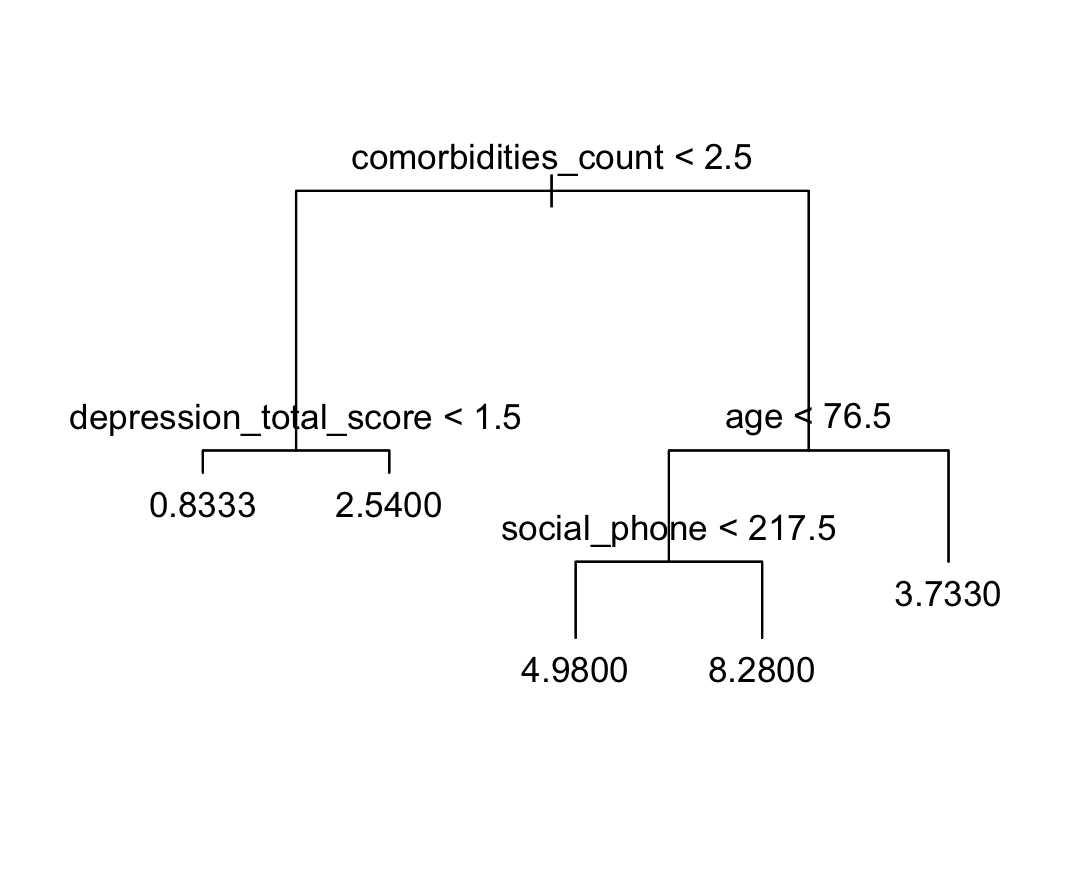 comorbidities_count < 2.5
depression_total_score < 1.5
age < 76.5
0.8333
2.5400
social_phone < 217.5
3.7330
4.9800
8.2800